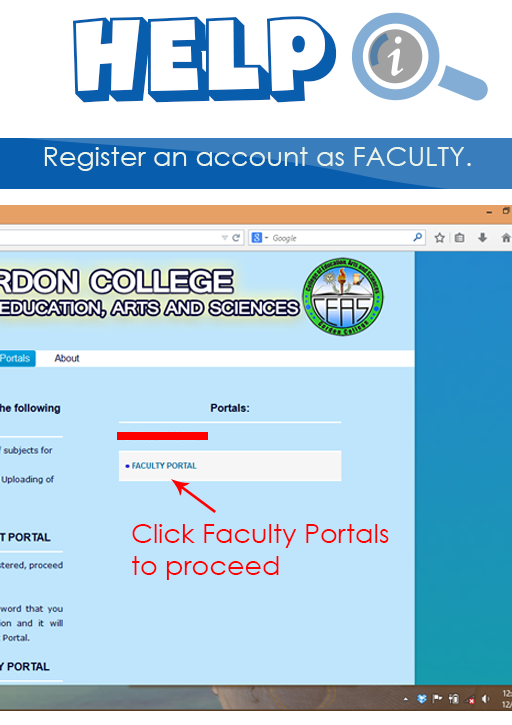 HELP i
Register an account as FACULTY.
Google
RDON COLLEGE
EDUCATION, ARTS AND SCIENCES
College of Education, Arts and Sciences
CEAS
Gordon College
Portals About
he following
Portals:
f subjects for
• FACULTY PORTAL
Uploading of
Click Faculty Portals
to proceed
T PORTAL
stered, proceed
word that you
ion and it will
Portal.
Y PORTAL
12:
12/